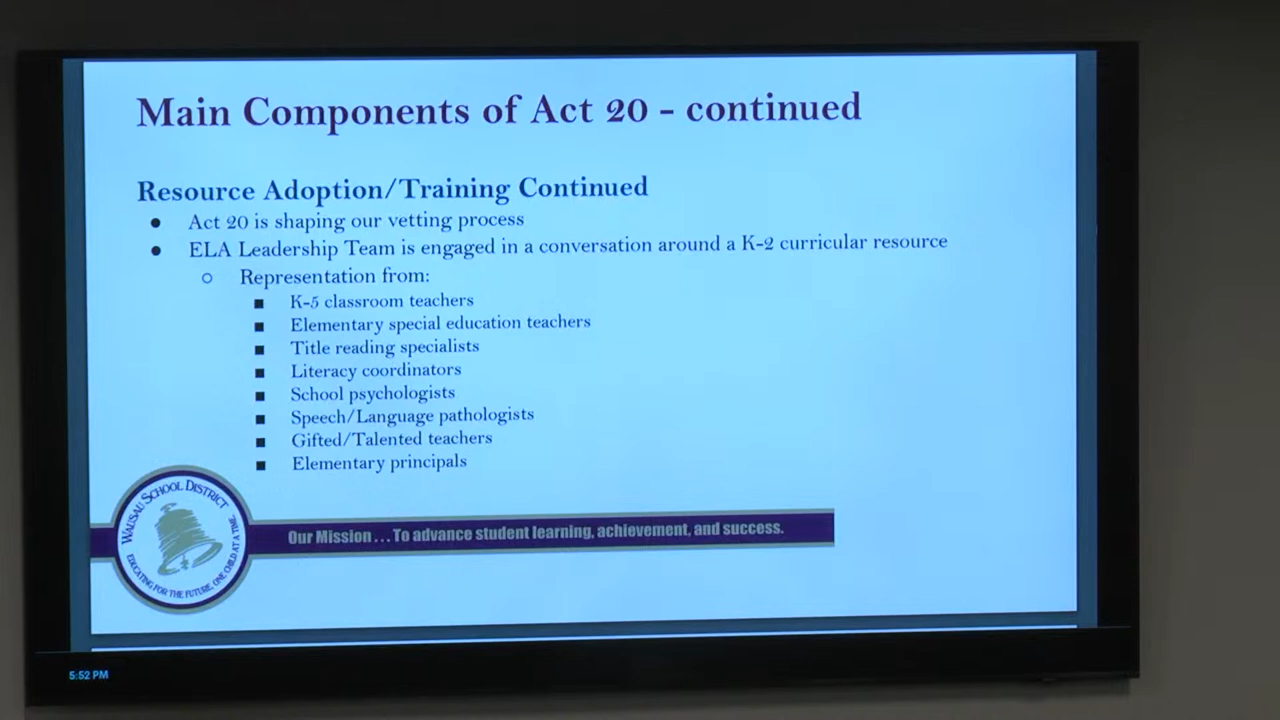 Main Components of Act 20 - continued
Resource Adoption/Training Continued
● Act 20 is shaping our vetting process
● ELA Leadership Team is engaged in a conversation around a K-2 curricular resource
○ Representation from:
■ K-5 classroom teachers
■ Elementary special education teachers
■ Title reading specialists
■ Literacy coordinators
■ School psychologists
■ Speech/Language pathologists
■ Gifted/Talented teachers
■ Elementary principals
WAUSAU SCHOOL DISTRICT
EDUCATING FOR THE FUTURE, ONE CHILD AT A TIME.
Our Mission . . . To advance student learning, achievement, and success.
5:52 PM